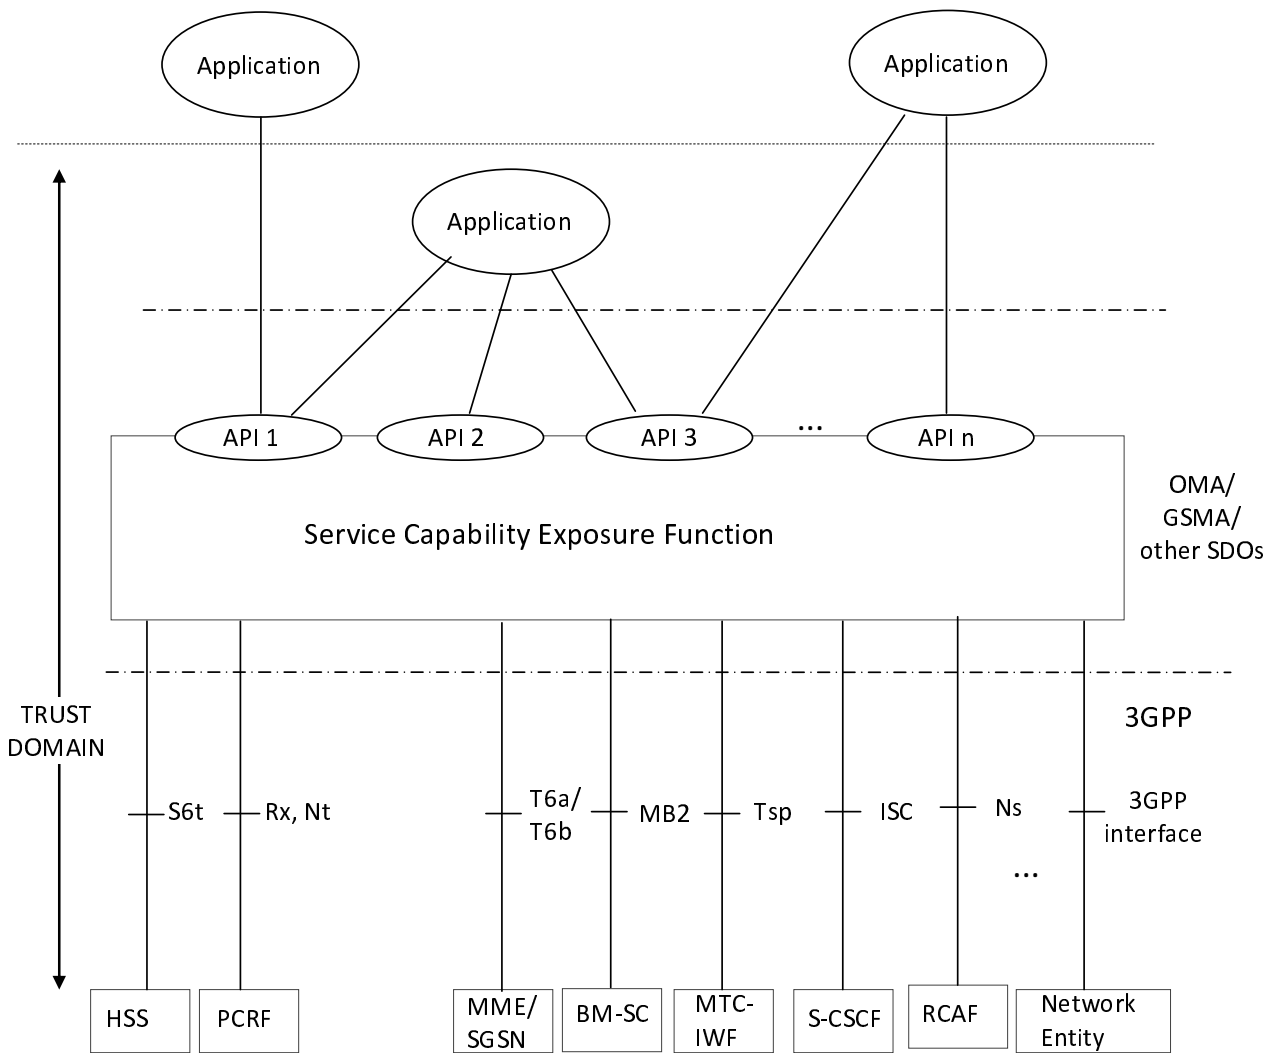 Application
Application
Application
API 1
API 2
API 3
...
API n
OMA/
GSMA/
other SDOs
Service Capability Exposure Function
TRUST
DOMAIN
3GPP
S6t
Rx, Nt
T6a/
T6b
MB2
Tsp
ISC
Ns
3GPP
interface
...
HSS
PCRF
MME/
SGSN
BM-SC
MTC-
IWF
S-CSCF
RCAF
Network
Entity